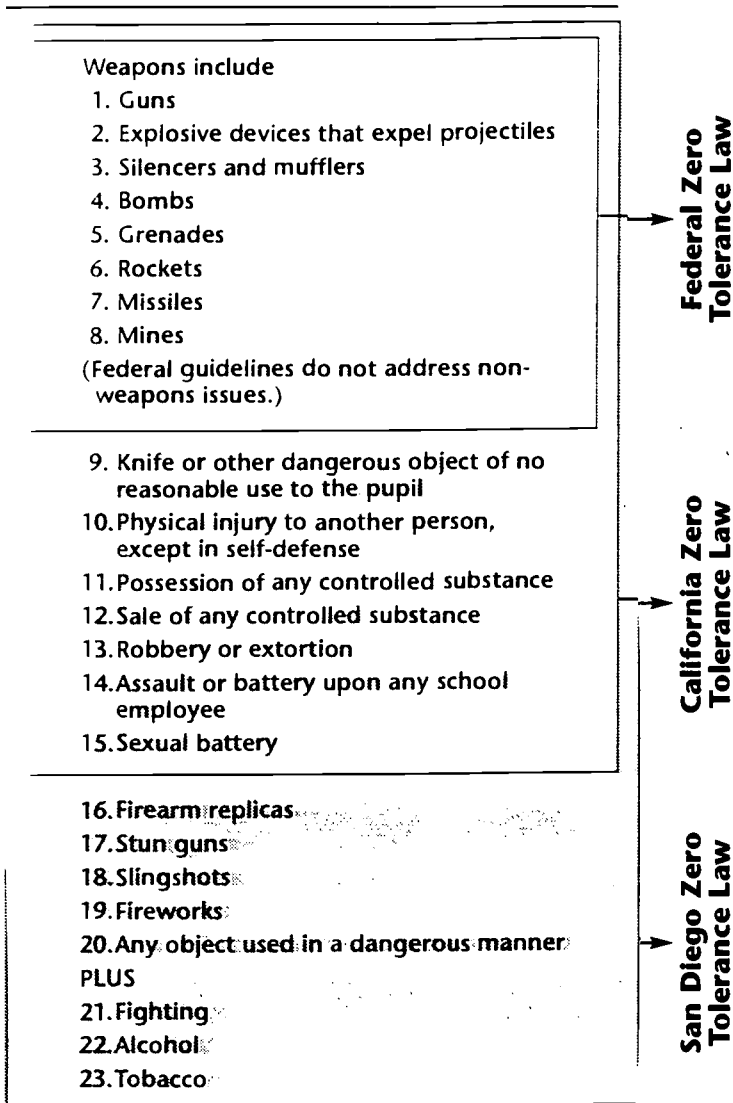 Weapons include
1. Guns
2. Explosive devices that expel projectiles
3. Silencers and mufflers
4. Bombs
5. Grenades
6. Rockets
7. Missiles
8. Mines
(Federal guidelines do not address non-
weapons issues.)
Federal Zero
Tolerance Law
9. Knife or other dangerous object of no
reasonable use to the pupil
10. Physical injury to another person,
except in self-defense
11. Possession of any controlled substance
12. Sale of any controlled substance
13. Robbery or extortion
14. Assault or battery upon any school
employee
15. Sexual battery
California Zero
Tolerance Law
16. Firearm replicas
17. Stun guns
18. Slingshots
19. Fireworks
20. Any object used in a dangerous manner
PLUS
21. Fighting
22. Alcohol
23. Tobacco
San Diego Zero
Tolerance Law